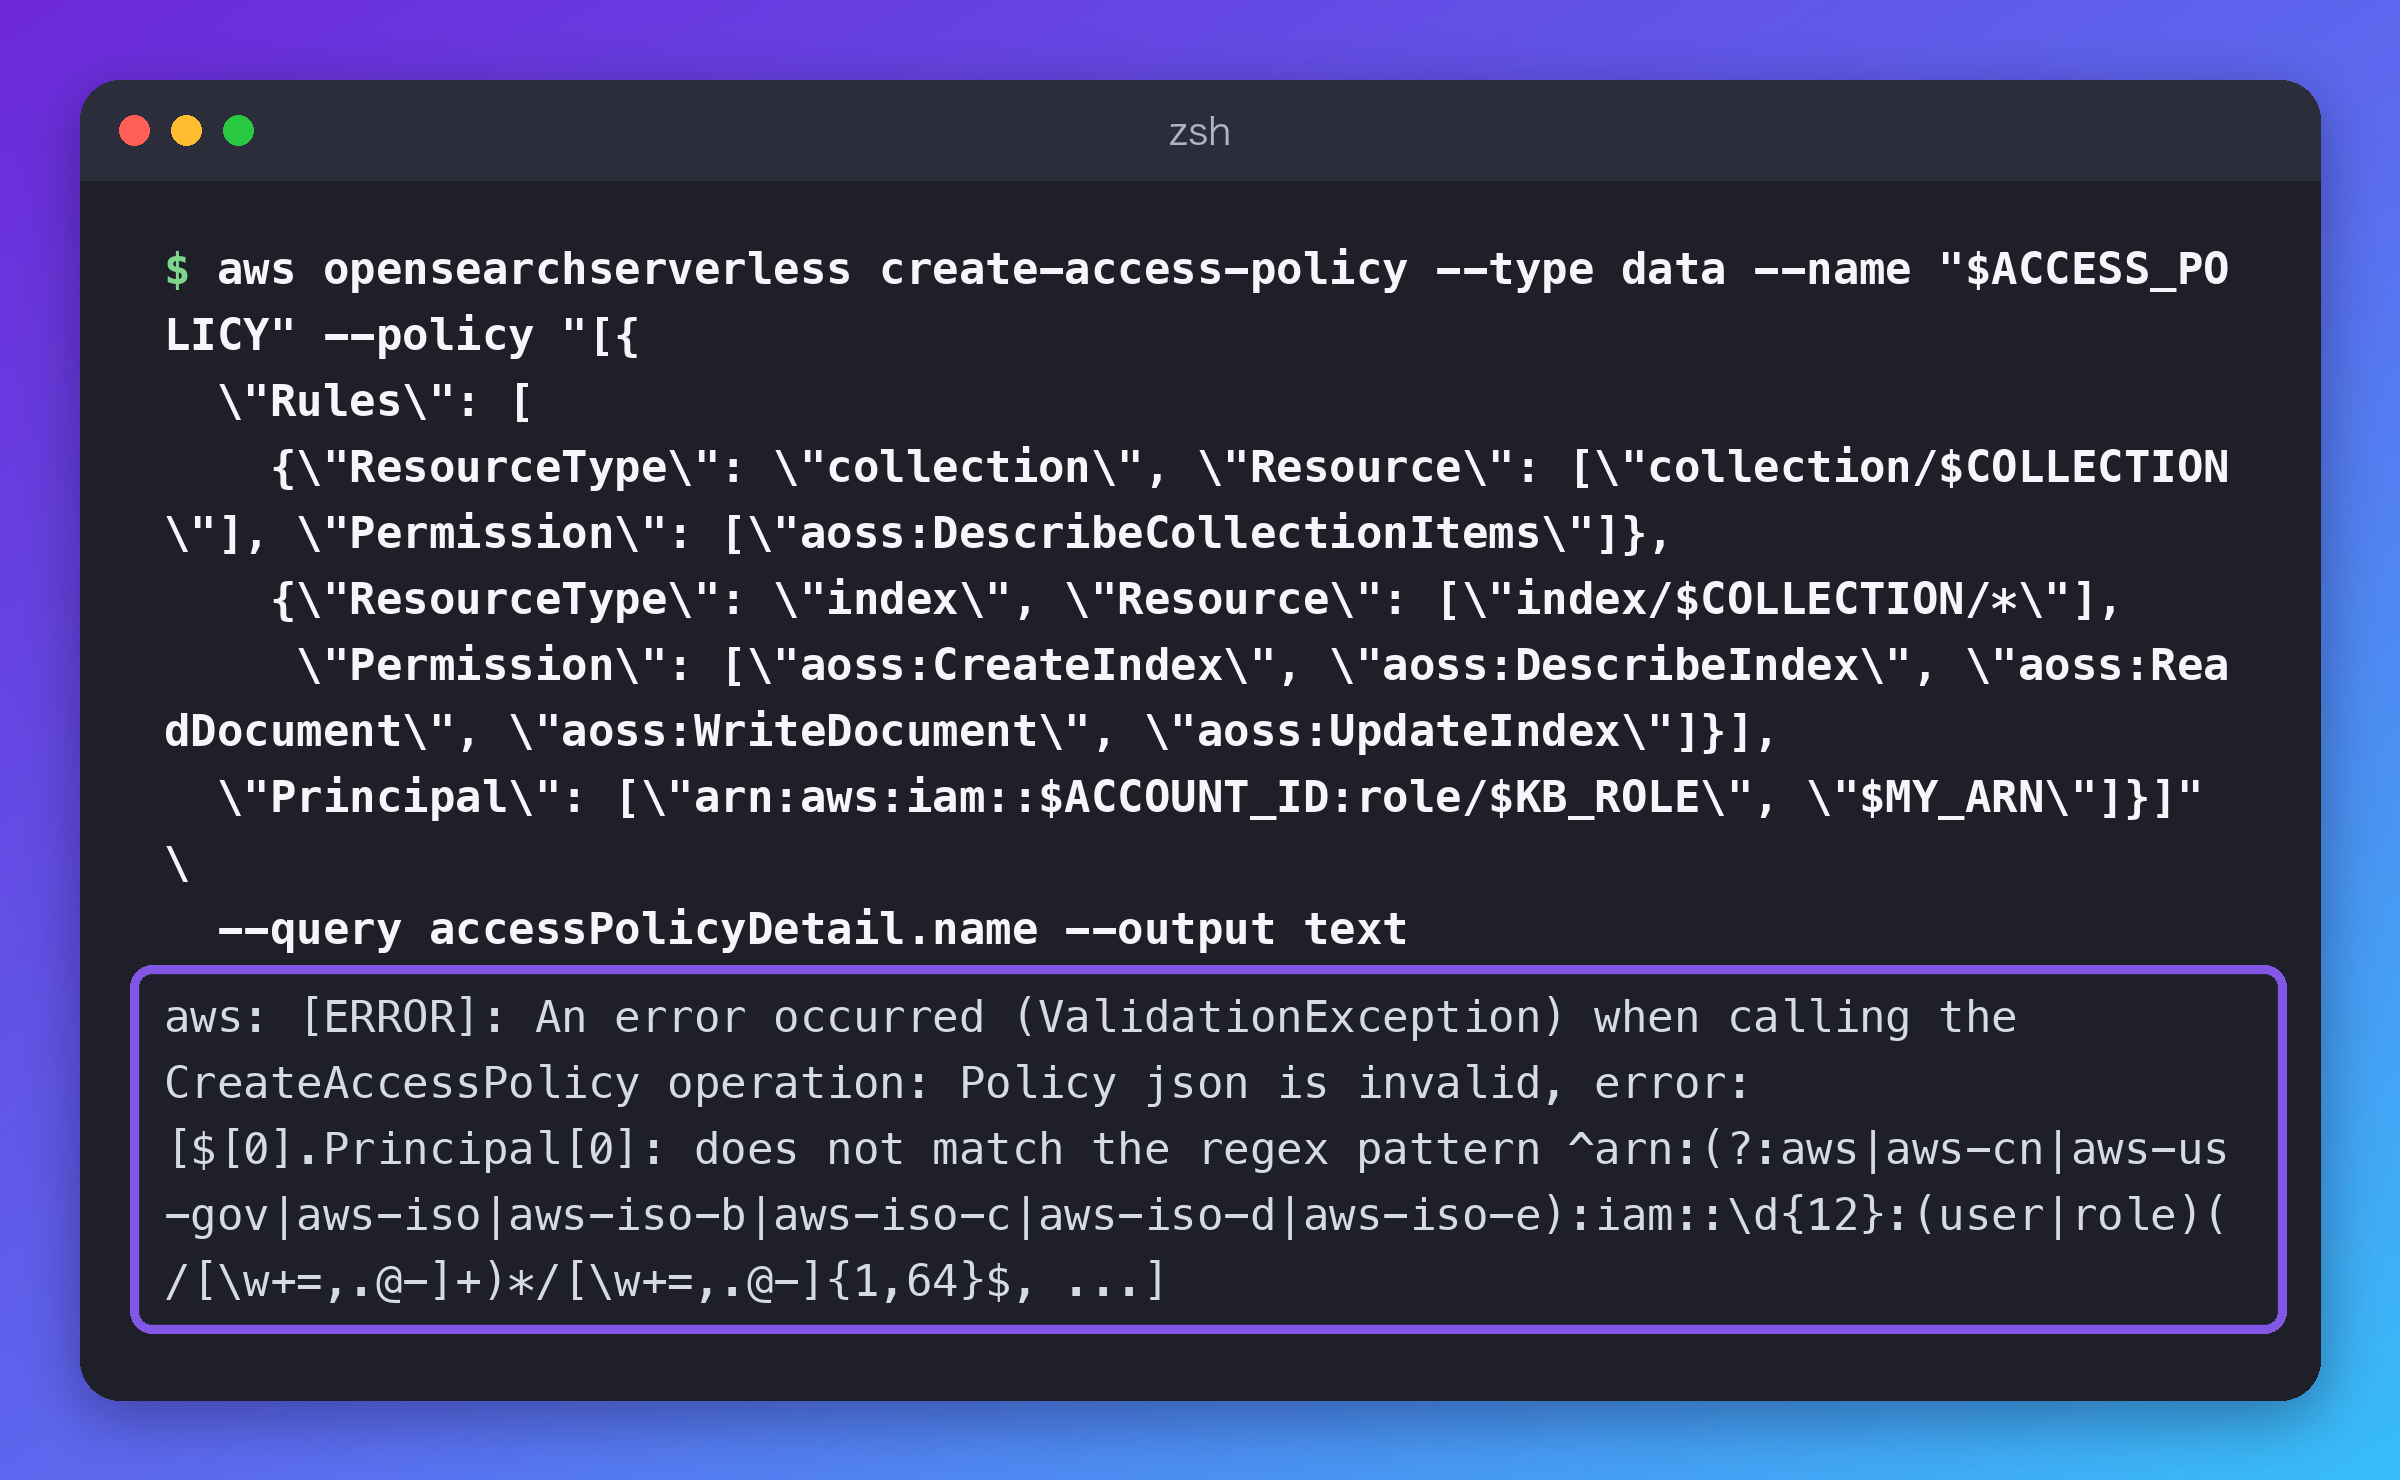 zsh
$ aws opensearchserverless create-access-policy --type data --name "$ACCESS_PO
LICY" --policy "[{
  \"Rules\": [
    {\"ResourceType\": \"collection\", \"Resource\": [\"collection/$COLLECTION
\"], \"Permission\": [\"aoss:DescribeCollectionItems\"]},
    {\"ResourceType\": \"index\", \"Resource\": [\"index/$COLLECTION/*\"],
     \"Permission\": [\"aoss:CreateIndex\", \"aoss:DescribeIndex\", \"aoss:Rea
dDocument\", \"aoss:WriteDocument\", \"aoss:UpdateIndex\"]}],
  \"Principal\": [\"arn:aws:iam::$ACCOUNT_ID:role/$KB_ROLE\", \"$MY_ARN\"]}]"
\
  --query accessPolicyDetail.name --output text
aws: [ERROR]: An error occurred (ValidationException) when calling the
CreateAccessPolicy operation: Policy json is invalid, error:
[$[0].Principal[0]: does not match the regex pattern ^arn:(?:aws|aws-cn|aws-us
-gov|aws-iso|aws-iso-b|aws-iso-c|aws-iso-d|aws-iso-e):iam::\d{12}:(user|role)(
/[\w+=,.@-]+)*/[\w+=,.@-]{1,64}$, ...]